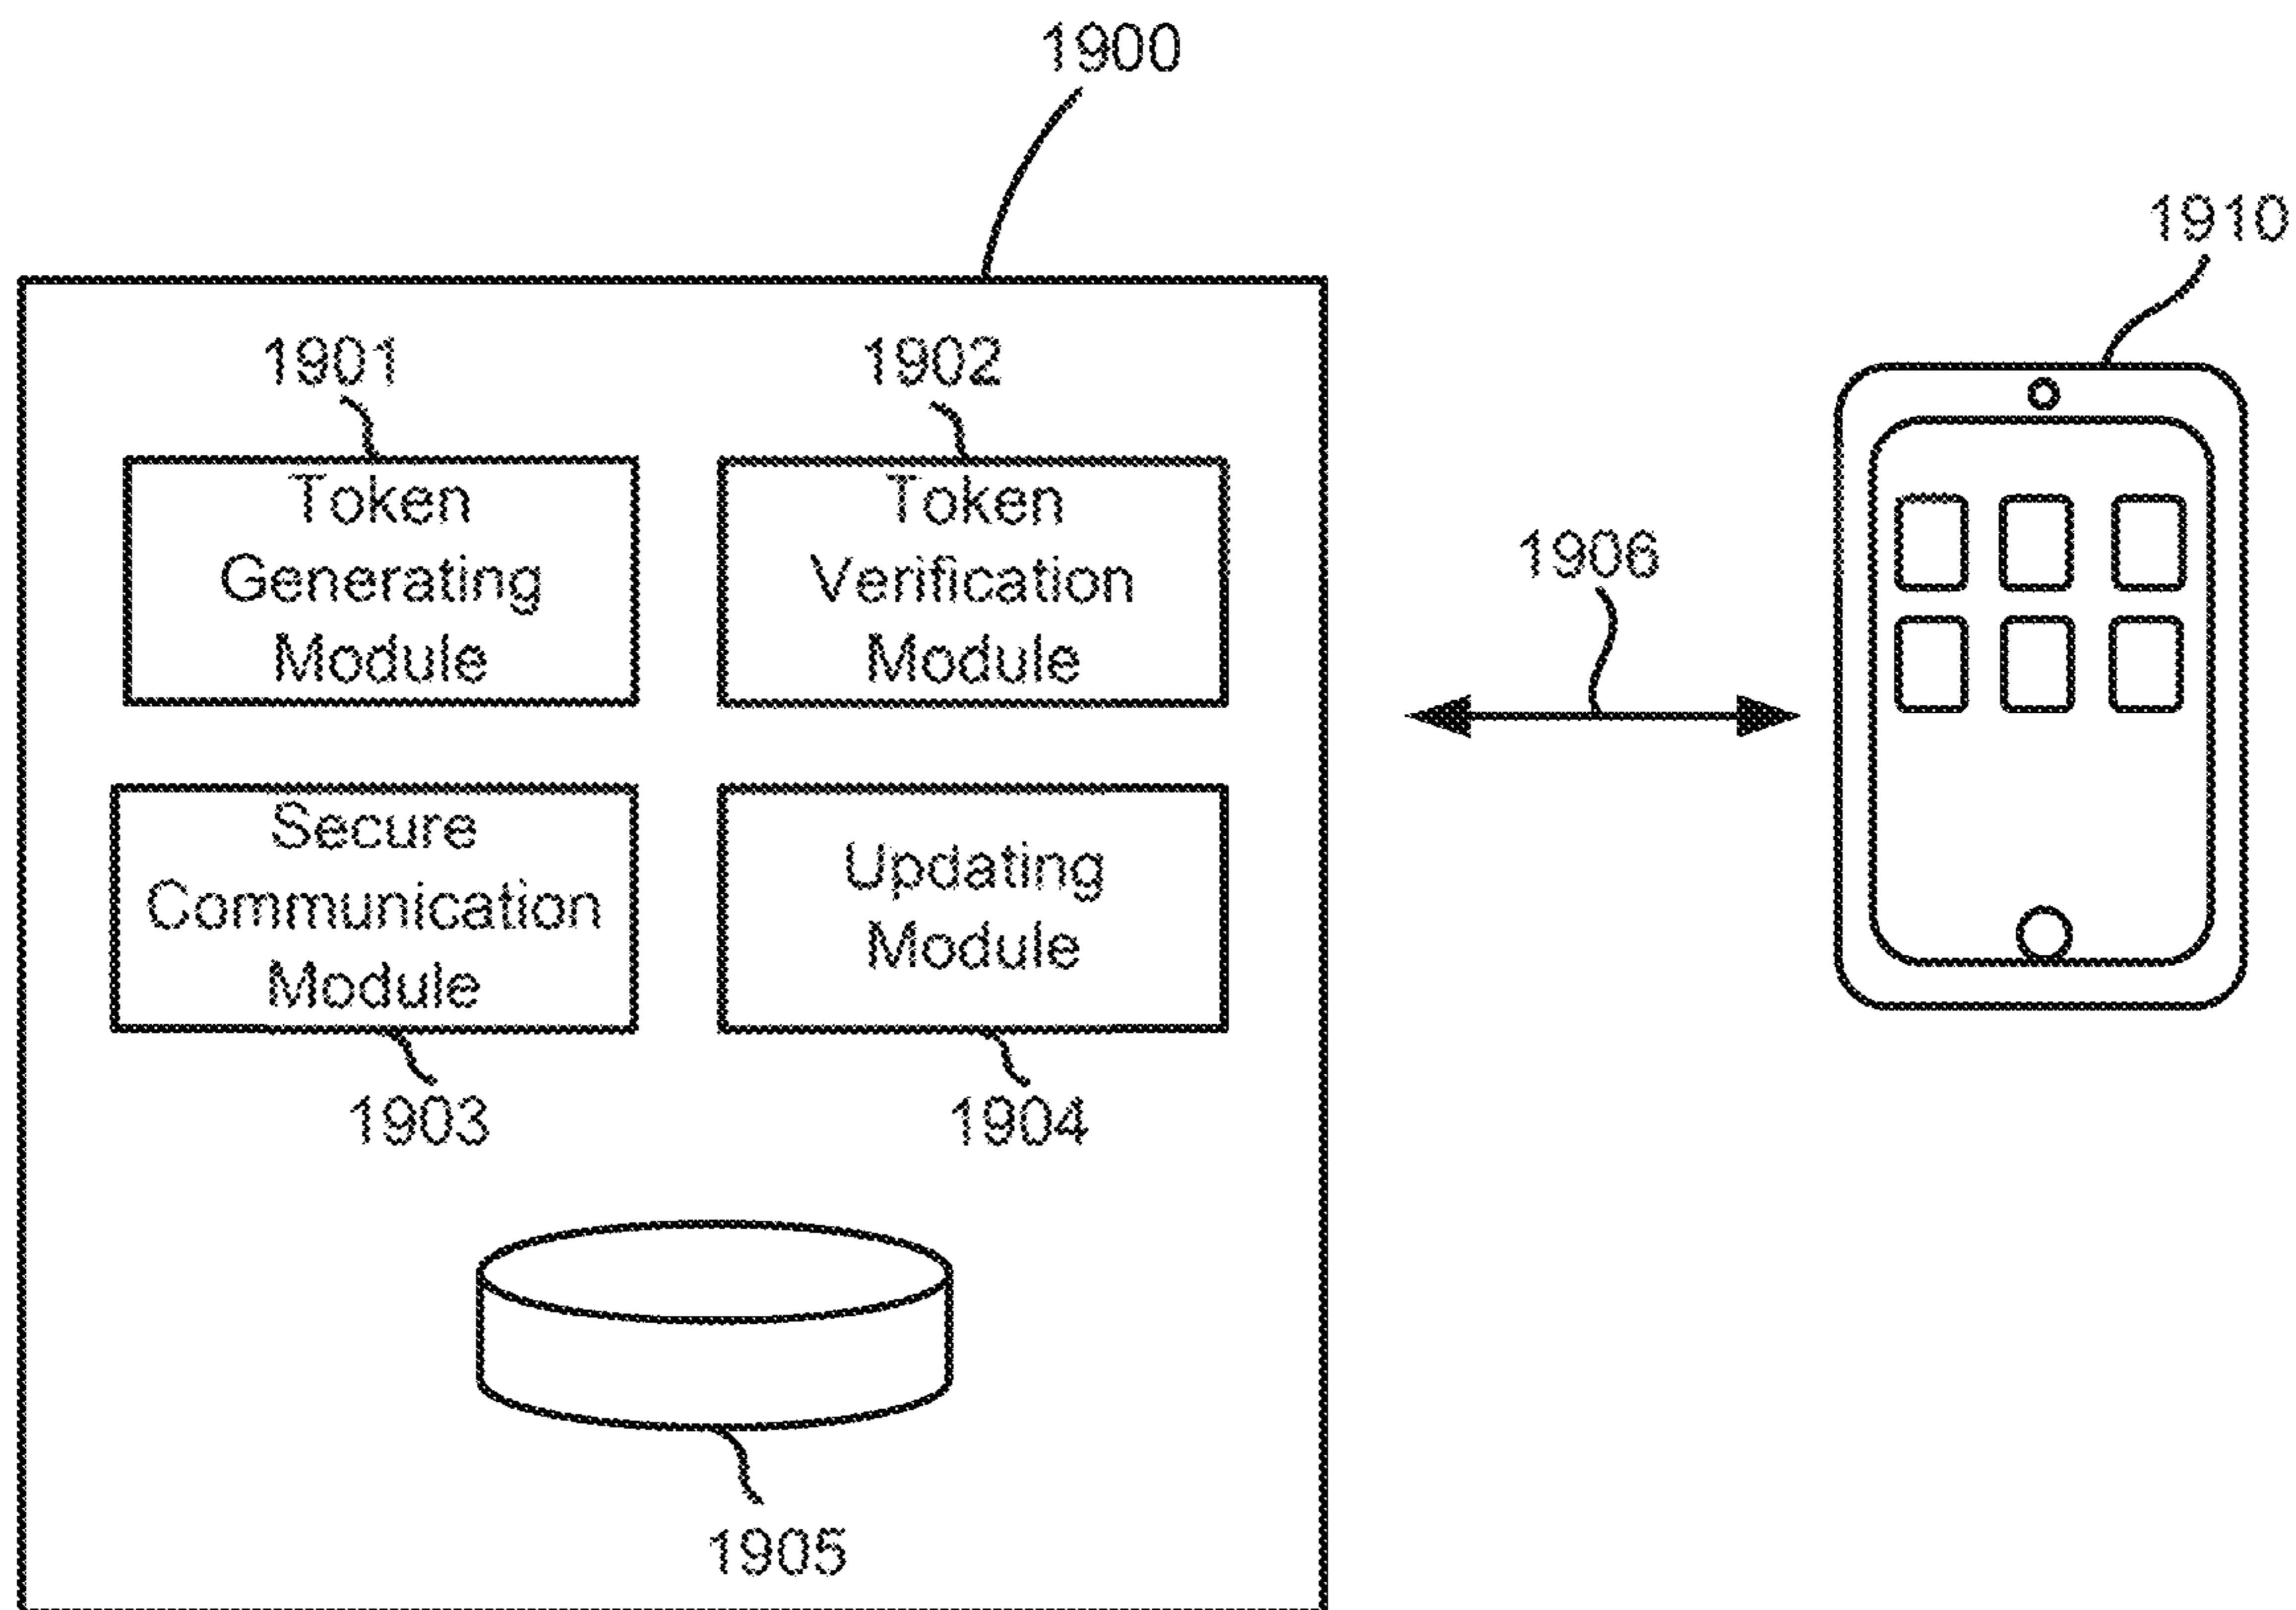 1900
1910
1901
1902
Token
Generating
Module
Token
Verification
Module
1906
Secure
Communication
Module
Updating
Module
1903
1904
1905